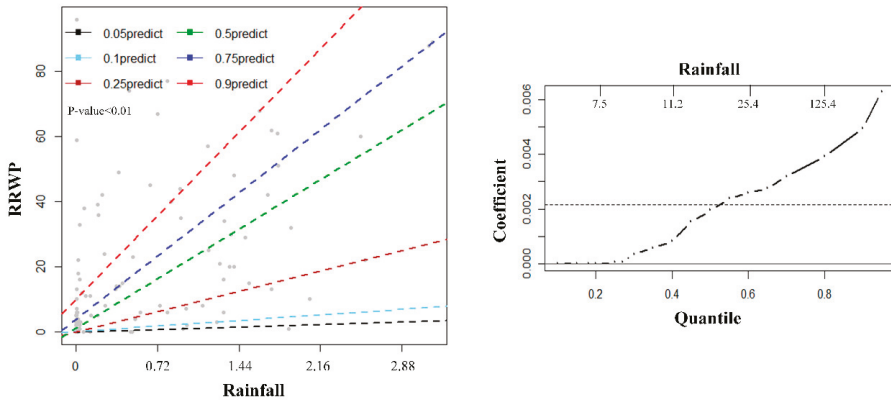 0.05predict 0.5predict
0.1predict 0.75predict
0.25predict 0.9predict
P-value<0.01
RRWP
0 20 40 60 80
0 0.72 1.44 2.16 2.88
Rainfall
Rainfall
7.5 11.2 25.4 125.4
Coefficient
0.000 0.002 0.004 0.006
0.2 0.4 0.6 0.8
Quantile